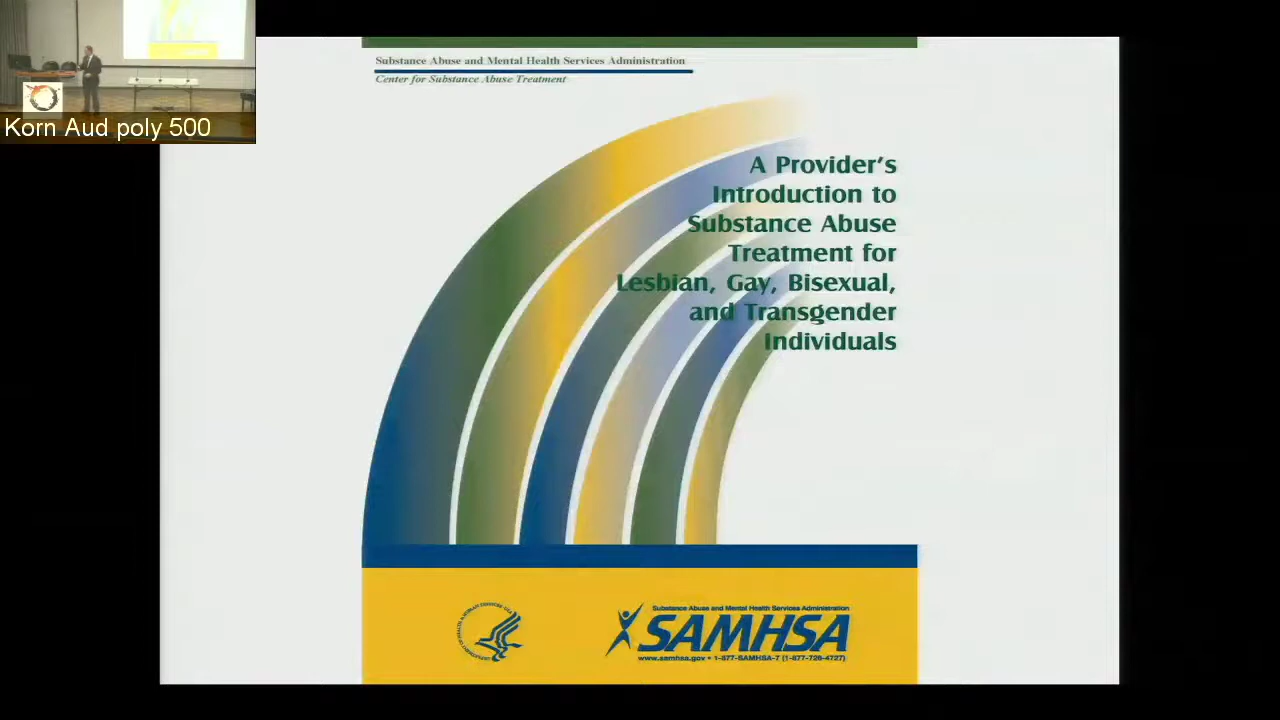 Korn Aud poly 500
Substance Abuse and Mental Health Services Administration
Center for Substance Abuse Treatment
A Provider's
Introduction to
Substance Abuse
Treatment for
Lesbian, Gay, Bisexual,
and Transgender
Individuals
Substance Abuse and Mental Health Services Administration
SAMHSA
www.samhsa.gov • 1-877-SAMHSA-7 (1-877-726-4727)